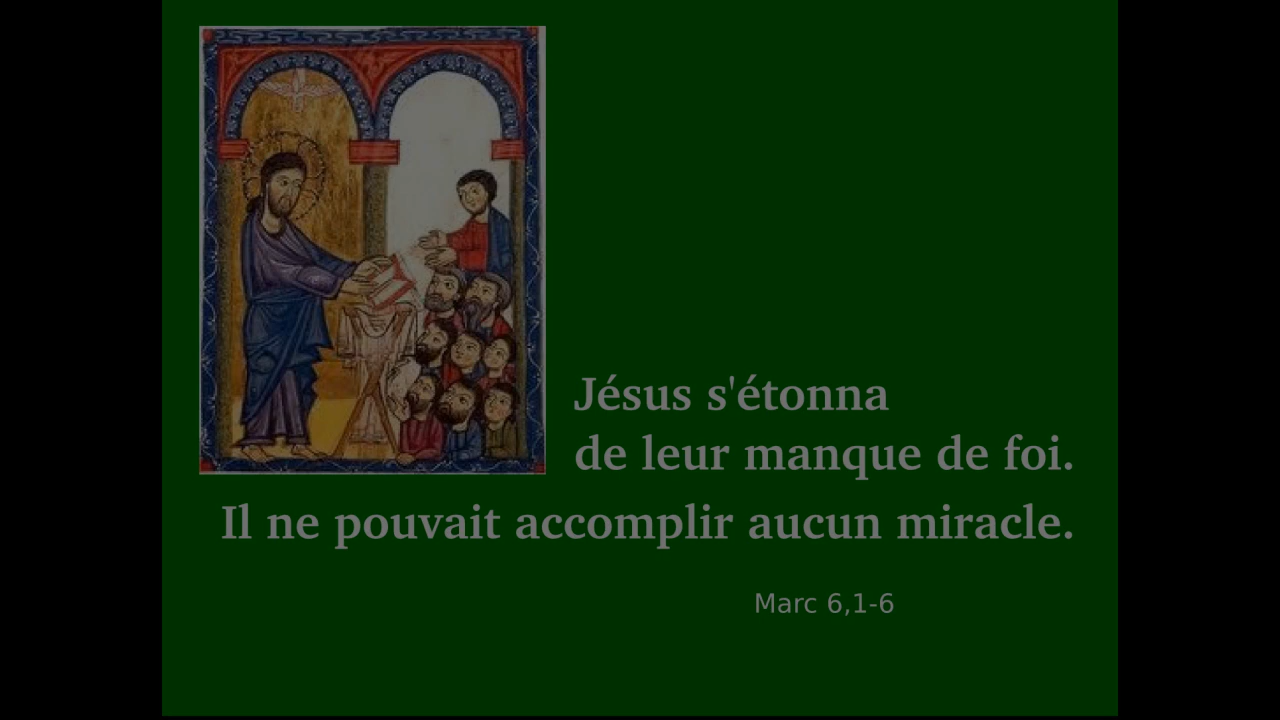 Jésus s'étonna
de leur manque de foi.
Il ne pouvait accomplir aucun miracle.
Marc 6,1-6